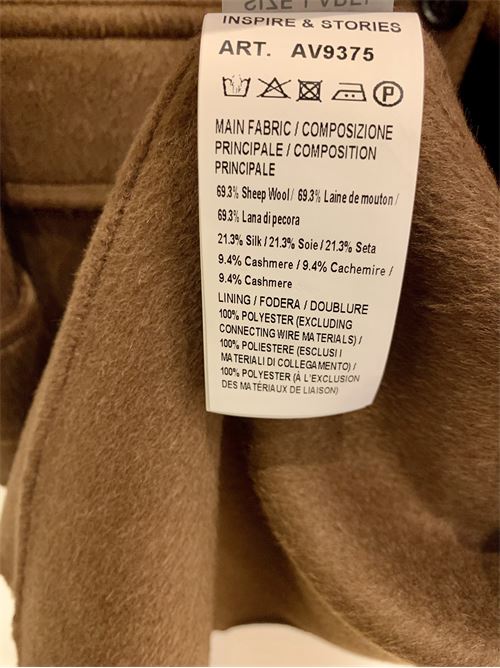 SIZE LABEL
INSPIRE & STORIES
ART. AV9375
P
MAIN FABRIC / COMPOSIZIONE
PRINCIPALE / COMPOSITION
PRINCIPALE
69.3% Sheep Wool / 69.3% Laine de mouton /
69.3% Lana di pecora
21.3% Silk / 21.3% Soie / 21.3% Seta
9.4% Cashmere / 9.4% Cachemire /
9.4% Cashmere
LINING / FODERA / DOUBLURE
100% POLYESTER (EXCLUDING
CONNECTING WIRE MATERIALS) /
100% POLIESTERE (ESCLUSI I
MATERIALI DI COLLEGAMENTO) /
100% POLYESTER (À L'EXCLUSION
DES MATÉRIAUX DE LIAISON)